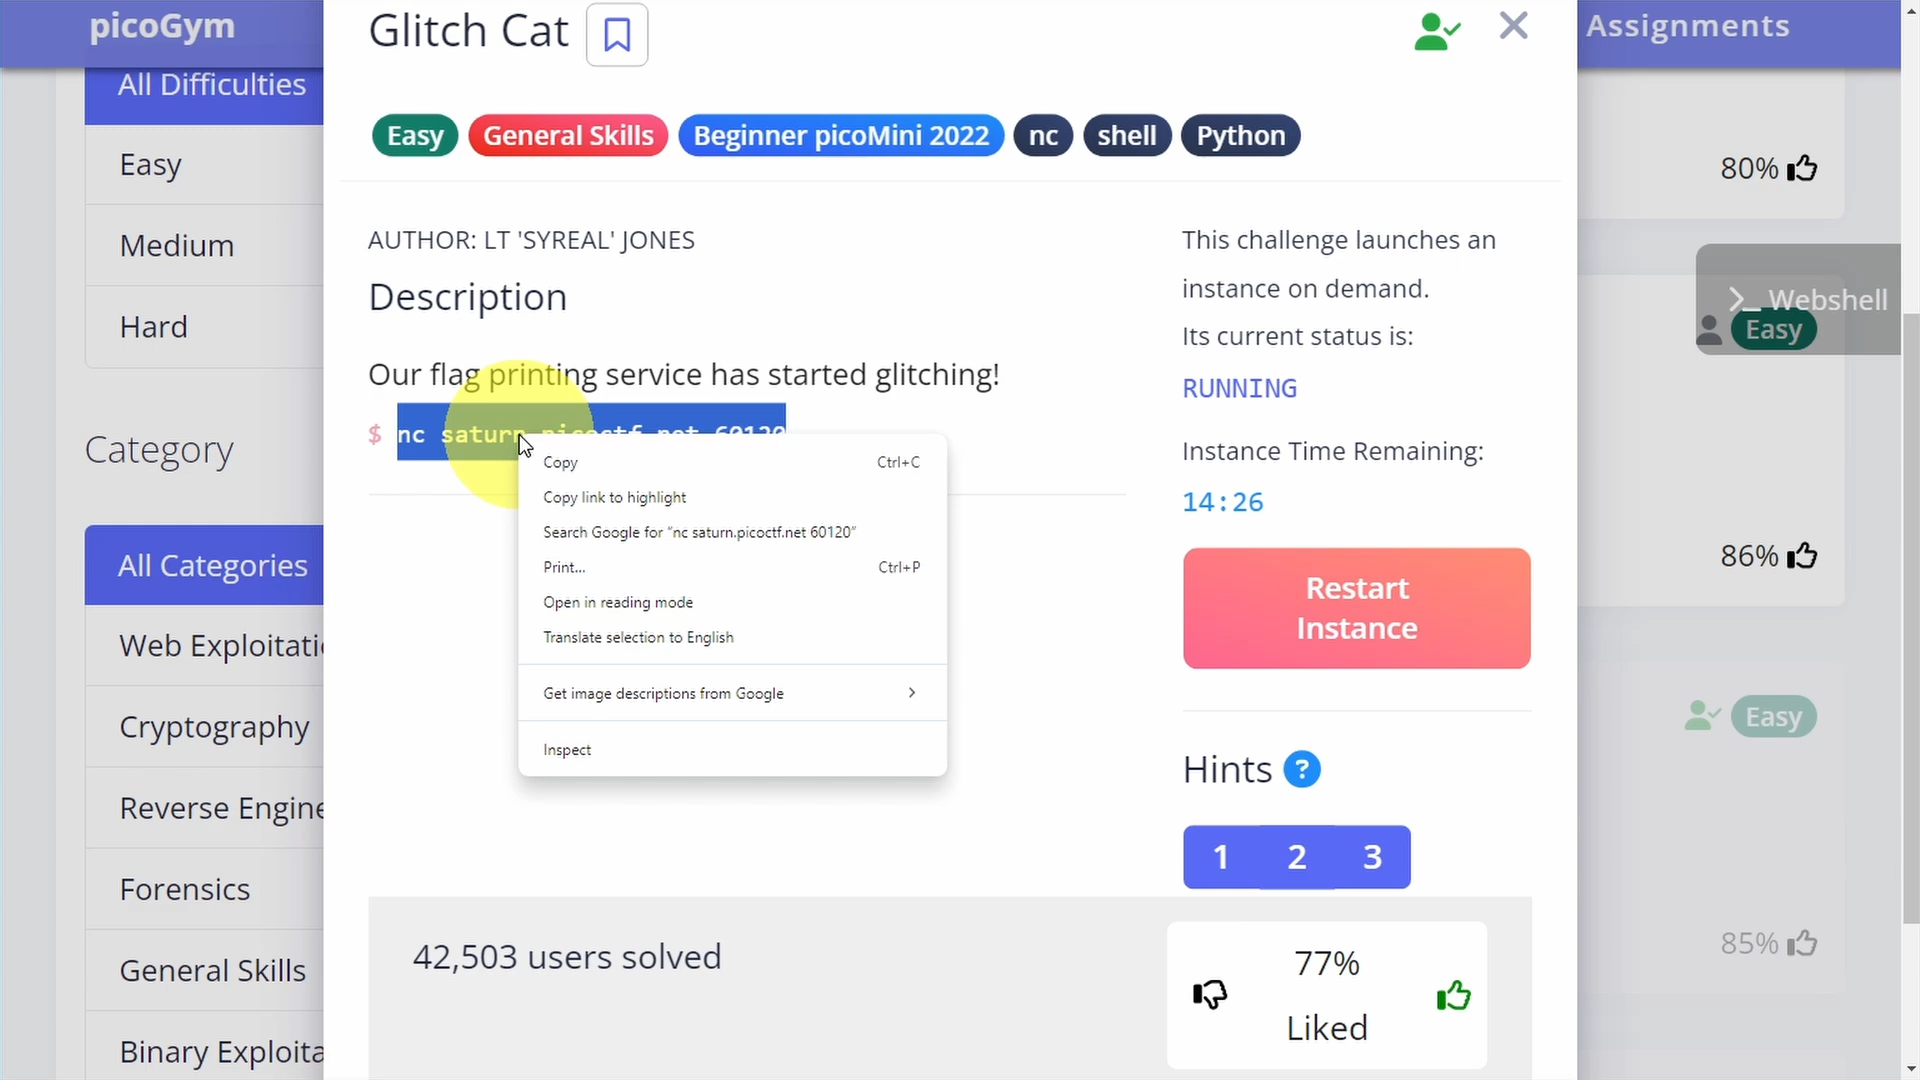 picoGym
Assignments
All Difficulties
Easy
Medium
Hard
Category
All Categories
Web Exploitati
Cryptography
Reverse Engine
Forensics
General Skills
Binary Exploita
Glitch Cat
Easy
General Skills
Beginner picoMini 2022
nc
shell
Python
AUTHOR: LT 'SYREAL' JONES
Description
Our flag printing service has started glitching!
$ nc saturn.picoctf.net 60120
Copy Ctrl+C
Copy link to highlight
Search Google for “nc saturn.picoctf.net 60120”
Print... Ctrl+P
Open in reading mode
Translate selection to English
Get image descriptions from Google
Inspect
This challenge launches an
instance on demand.
Its current status is:
RUNNING
Instance Time Remaining:
14:26
Restart
Instance
Hints ?
1 2 3
42,503 users solved
77%
Liked
80%
>_ Webshell
Easy
86%
Easy
85%